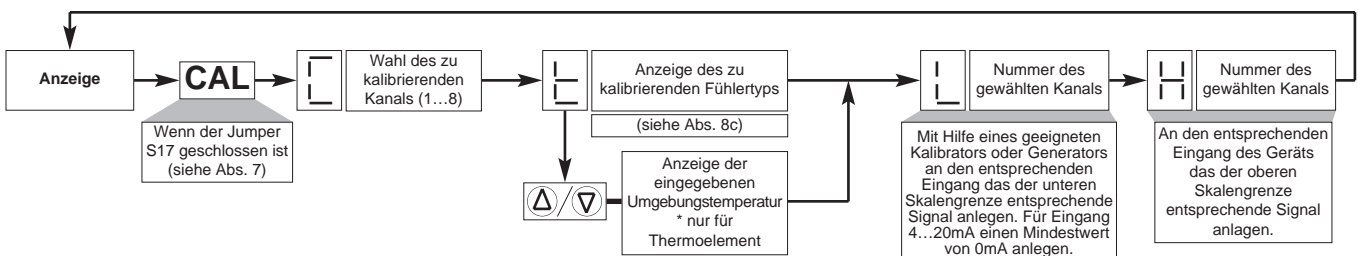 Anzeige
CAL
Wenn der Jumper
S17 geschlossen ist
(siehe Abs. 7)
C
Wahl des zu
kalibrierenden
Kanals (1…8)
t
Anzeige des zu
kalibrierenden Fühlertyps
(siehe Abs. 8c)
Δ/∇
Anzeige der
eingegebenen
Umgebungstemperatur
* nur für
Thermoelement
L
Nummer des
gewählten Kanals
Mit Hilfe eines geeigneten
Kalibrators oder Generators
an den entsprechenden
Eingang das der unteren
Skalengrenze entsprechende
Signal anlegen. Für Eingang
4…20mA einen Mindestwert
von 0mA anlegen.
H
Nummer des
gewählten Kanals
An den entsprechenden
Eingang des Geräts
das der oberen
Skalengrenze
entsprechende Signal
anlagen.